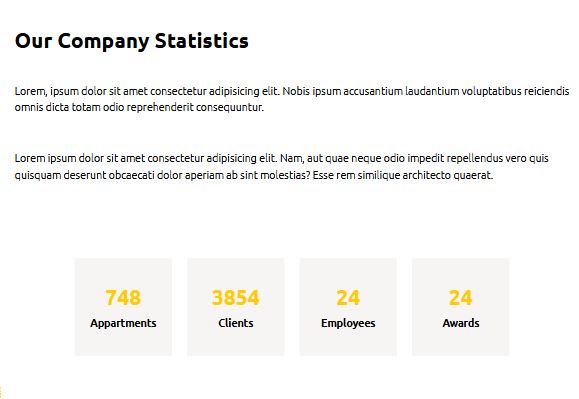 Our Company Statistics
Lorem, ipsum dolor sit amet consectetur adipisicing elit. Nobis ipsum accusantium laudantium voluptatibus reiciendis
omnis dicta totam odio reprehenderit consequuntur.
Lorem ipsum dolor sit amet consectetur adipisicing elit. Nam, aut quae neque odio impedit repellendus vero quis
quisquam deserunt obcaecati dolor aperiam ab sint molestias? Esse rem similique architecto quaerat.
748
Appartments
3854
Clients
24
Employees
24
Awards